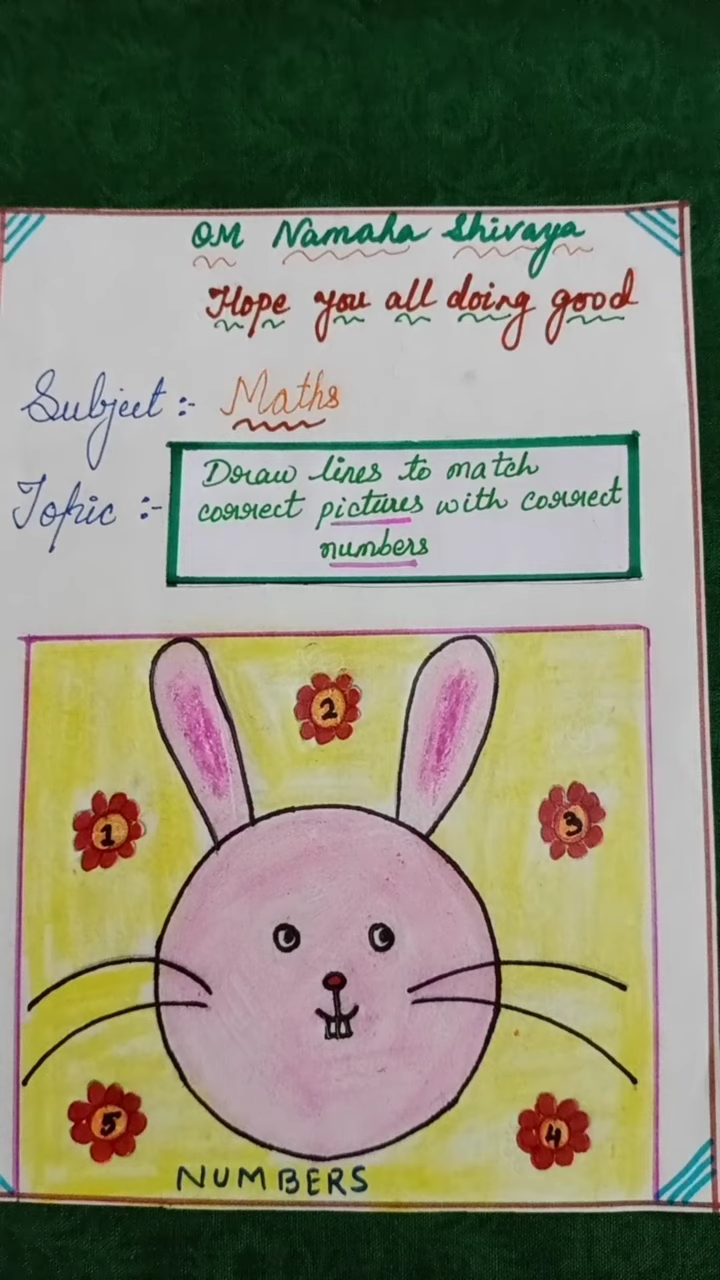 OM Namaha Shivaya
Hope you all doing good
Subject :- Maths
Topic :- Draw lines to match
correct pictures with correct
numbers
2
1
3
5
4
NUMBERS